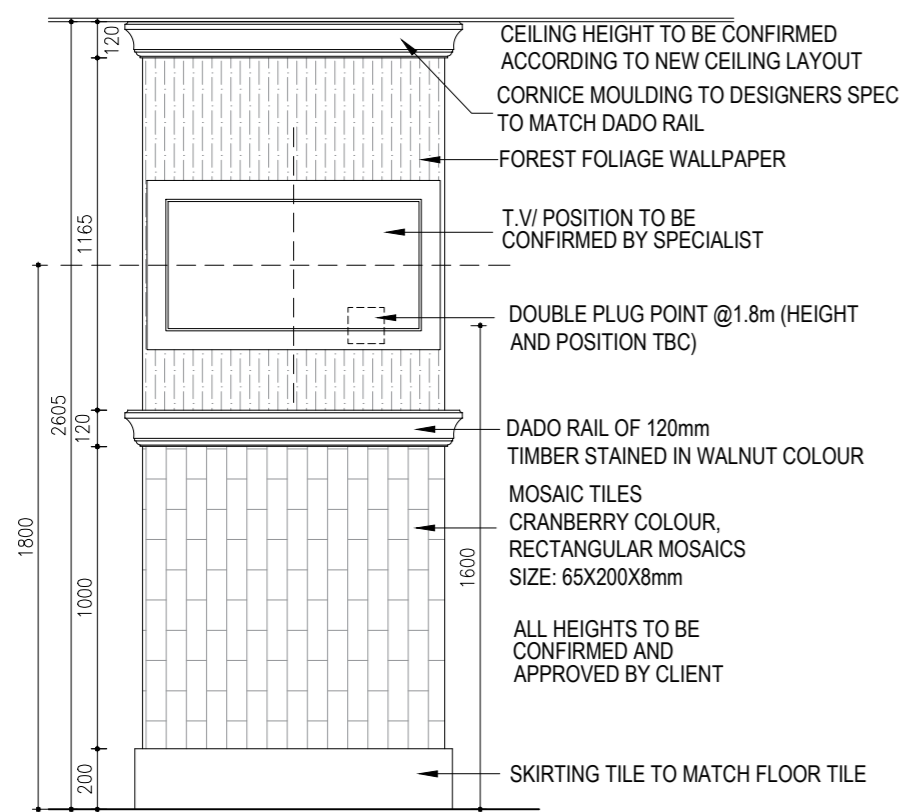 120
CEILING HEIGHT TO BE CONFIRMED
ACCORDING TO NEW CEILING LAYOUT
CORNICE MOULDING TO DESIGNERS SPEC
TO MATCH DADO RAIL
FOREST FOLIAGE WALLPAPER
1165
T.V/ POSITION TO BE
CONFIRMED BY SPECIALIST
DOUBLE PLUG POINT @1.8m (HEIGHT
AND POSITION TBC)
2605
120
DADO RAIL OF 120mm
TIMBER STAINED IN WALNUT COLOUR
MOSAIC TILES
CRANBERRY COLOUR,
RECTANGULAR MOSAICS
SIZE: 65X200X8mm
1800
1000
1600
ALL HEIGHTS TO BE
CONFIRMED AND
APPROVED BY CLIENT
200
SKIRTING TILE TO MATCH FLOOR TILE